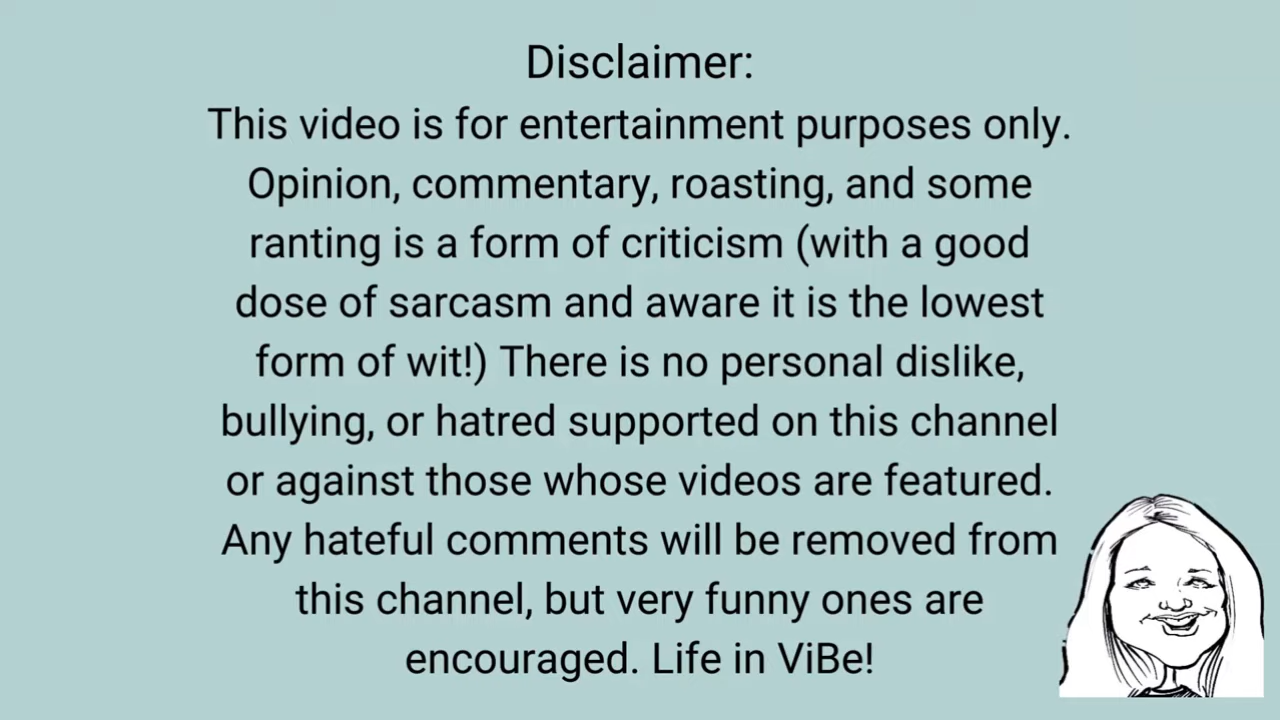 Disclaimer:
This video is for entertainment purposes only.
Opinion, commentary, roasting, and some
ranting is a form of criticism (with a good
dose of sarcasm and aware it is the lowest
form of wit!) There is no personal dislike,
bullying, or hatred supported on this channel
or against those whose videos are featured.
Any hateful comments will be removed from
this channel, but very funny ones are
encouraged. Life in ViBe!